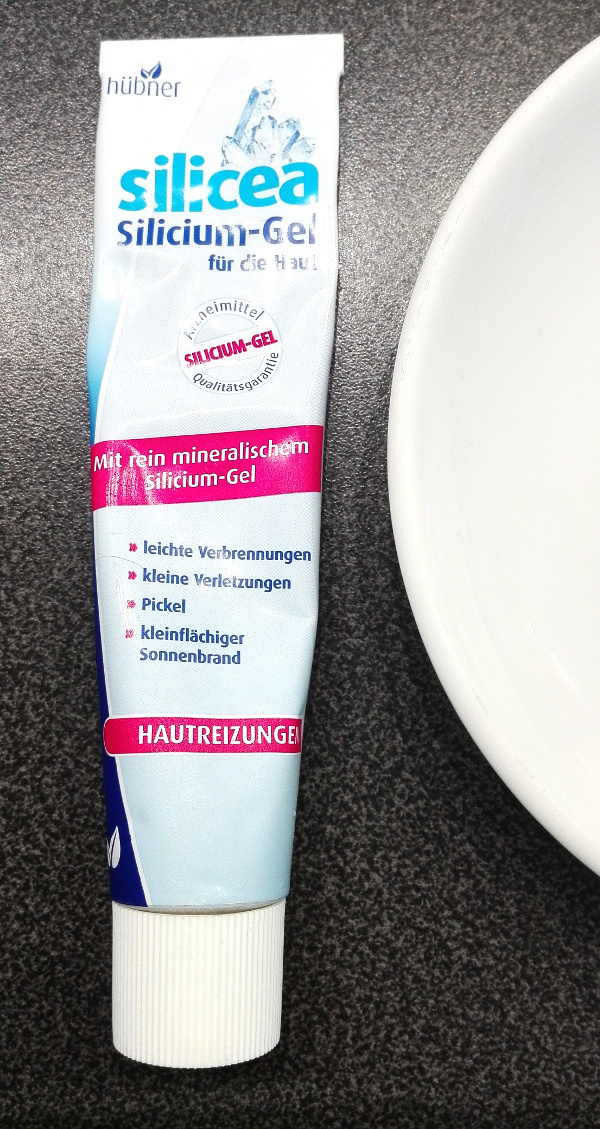 hübner
silicea
Silicium-Gel
für die Haut
Arzneimittel
SILICIUM-GEL
Qualitätsgarantie
Mit rein mineralischem
Silicium-Gel
» leichte Verbrennungen
» kleine Verletzungen
» Pickel
» kleinflächiger
Sonnenbrand
HAUTREIZUNGEN